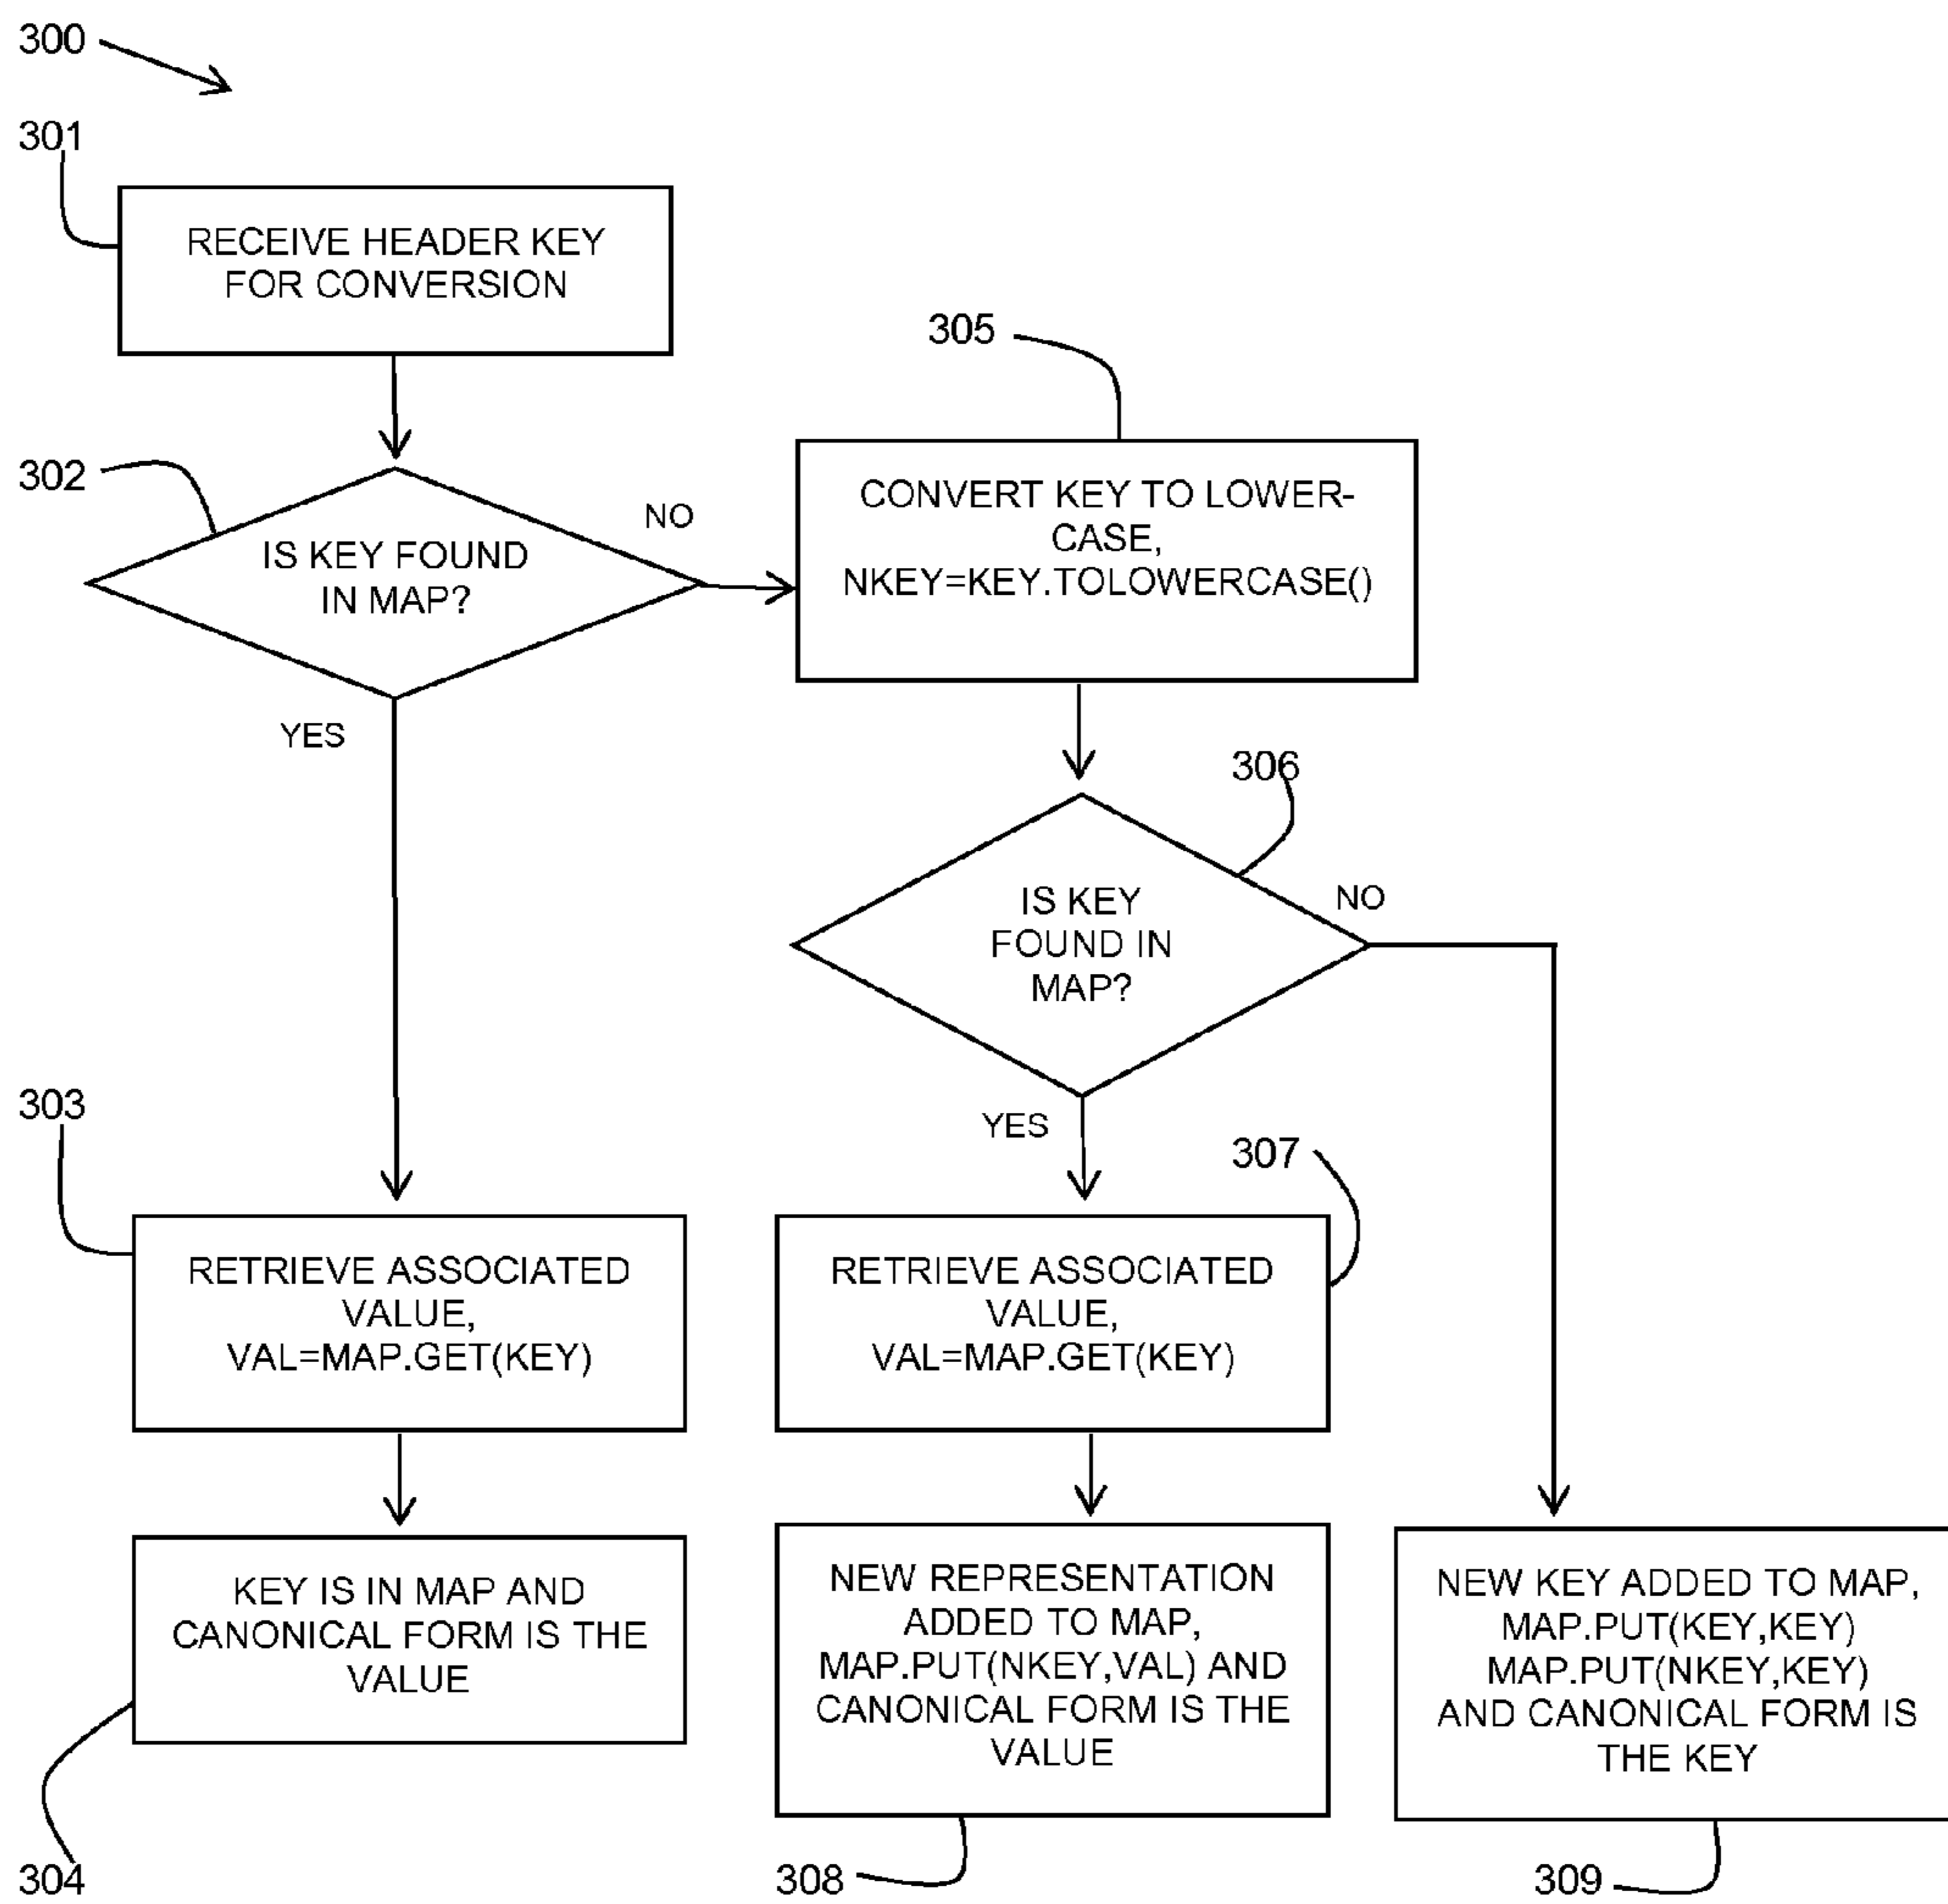 300
301
RECEIVE HEADER KEY
FOR CONVERSION
302
IS KEY FOUND
IN MAP?
NO
YES
305
CONVERT KEY TO LOWER-
CASE,
NKEY=KEY.TOLOWERCASE()
306
IS KEY
FOUND IN
MAP?
NO
YES
303
RETRIEVE ASSOCIATED
VALUE,
VAL=MAP.GET(KEY)
307
RETRIEVE ASSOCIATED
VALUE,
VAL=MAP.GET(KEY)
KEY IS IN MAP AND
CANONICAL FORM IS THE
VALUE
304
NEW REPRESENTATION
ADDED TO MAP,
MAP.PUT(NKEY,VAL) AND
CANONICAL FORM IS THE
VALUE
308
NEW KEY ADDED TO MAP,
MAP.PUT(KEY,KEY)
MAP.PUT(NKEY,KEY)
AND CANONICAL FORM IS
THE KEY
309